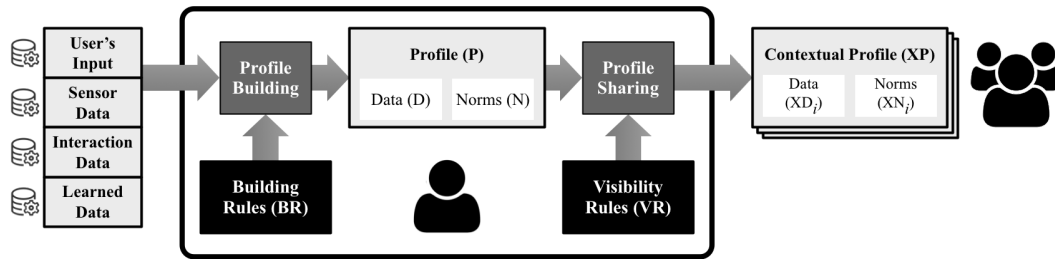 User's
Input
Sensor
Data
Interaction
Data
Learned
Data
Profile
Building
Building
Rules (BR)
Profile (P)
Data (D)
Norms (N)
Profile
Sharing
Visibility
Rules (VR)
Contextual Profile (XP)
Data
(XDi)
Norms
(XNi)